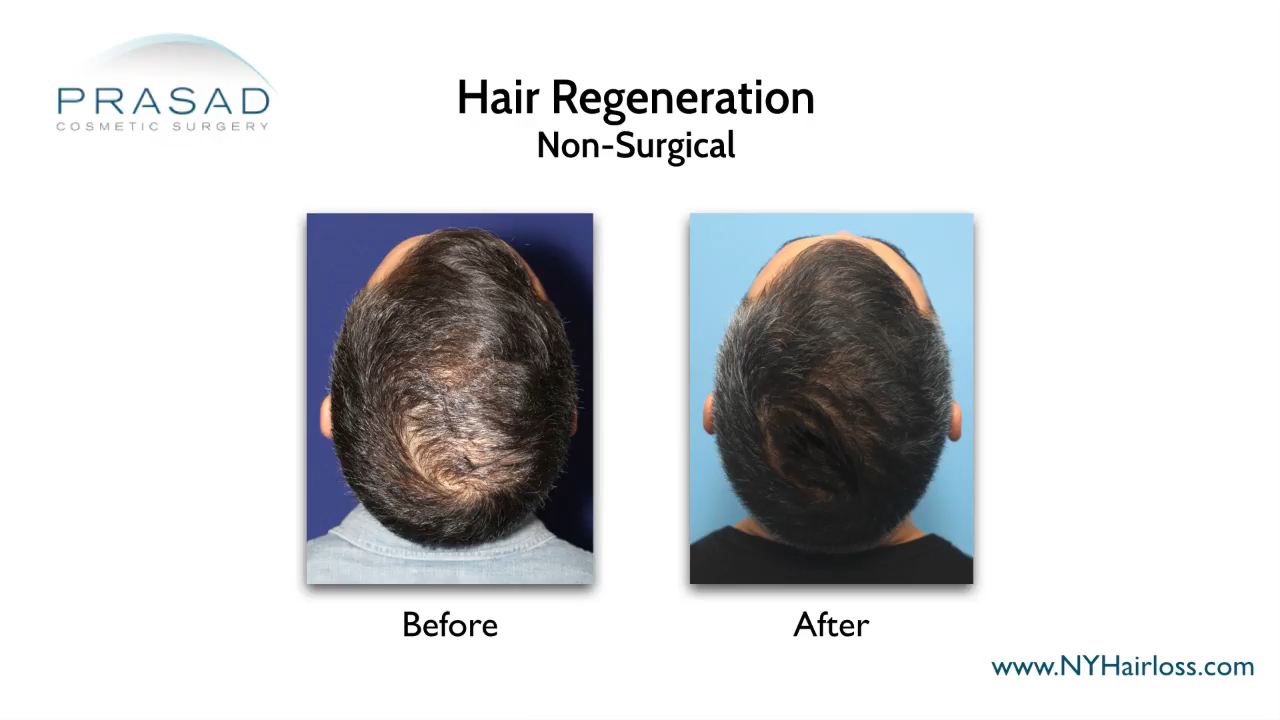 PRASAD
COSMETIC SURGERY
Hair Regeneration
Non-Surgical
Before
After
www.NYHairloss.com